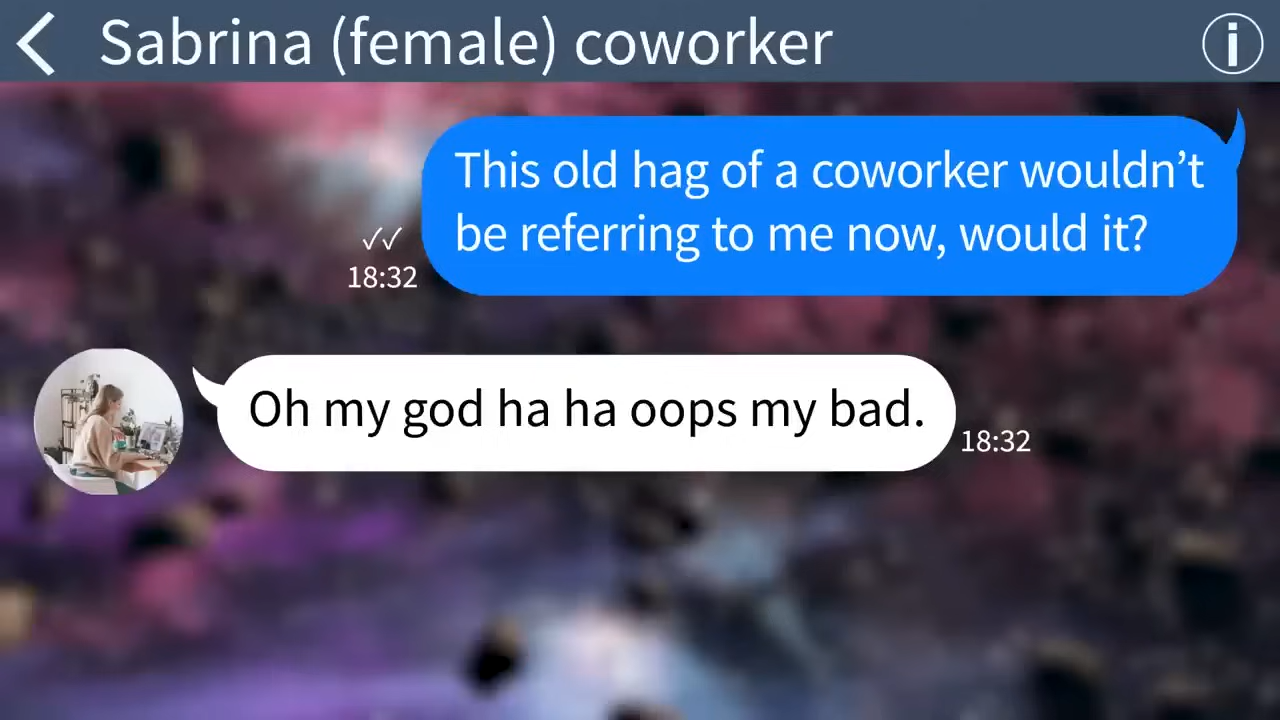 Sabrina (female) coworker
This old hag of a coworker wouldn’t
be referring to me now, would it?
18:32
Oh my god ha ha oops my bad.
18:32